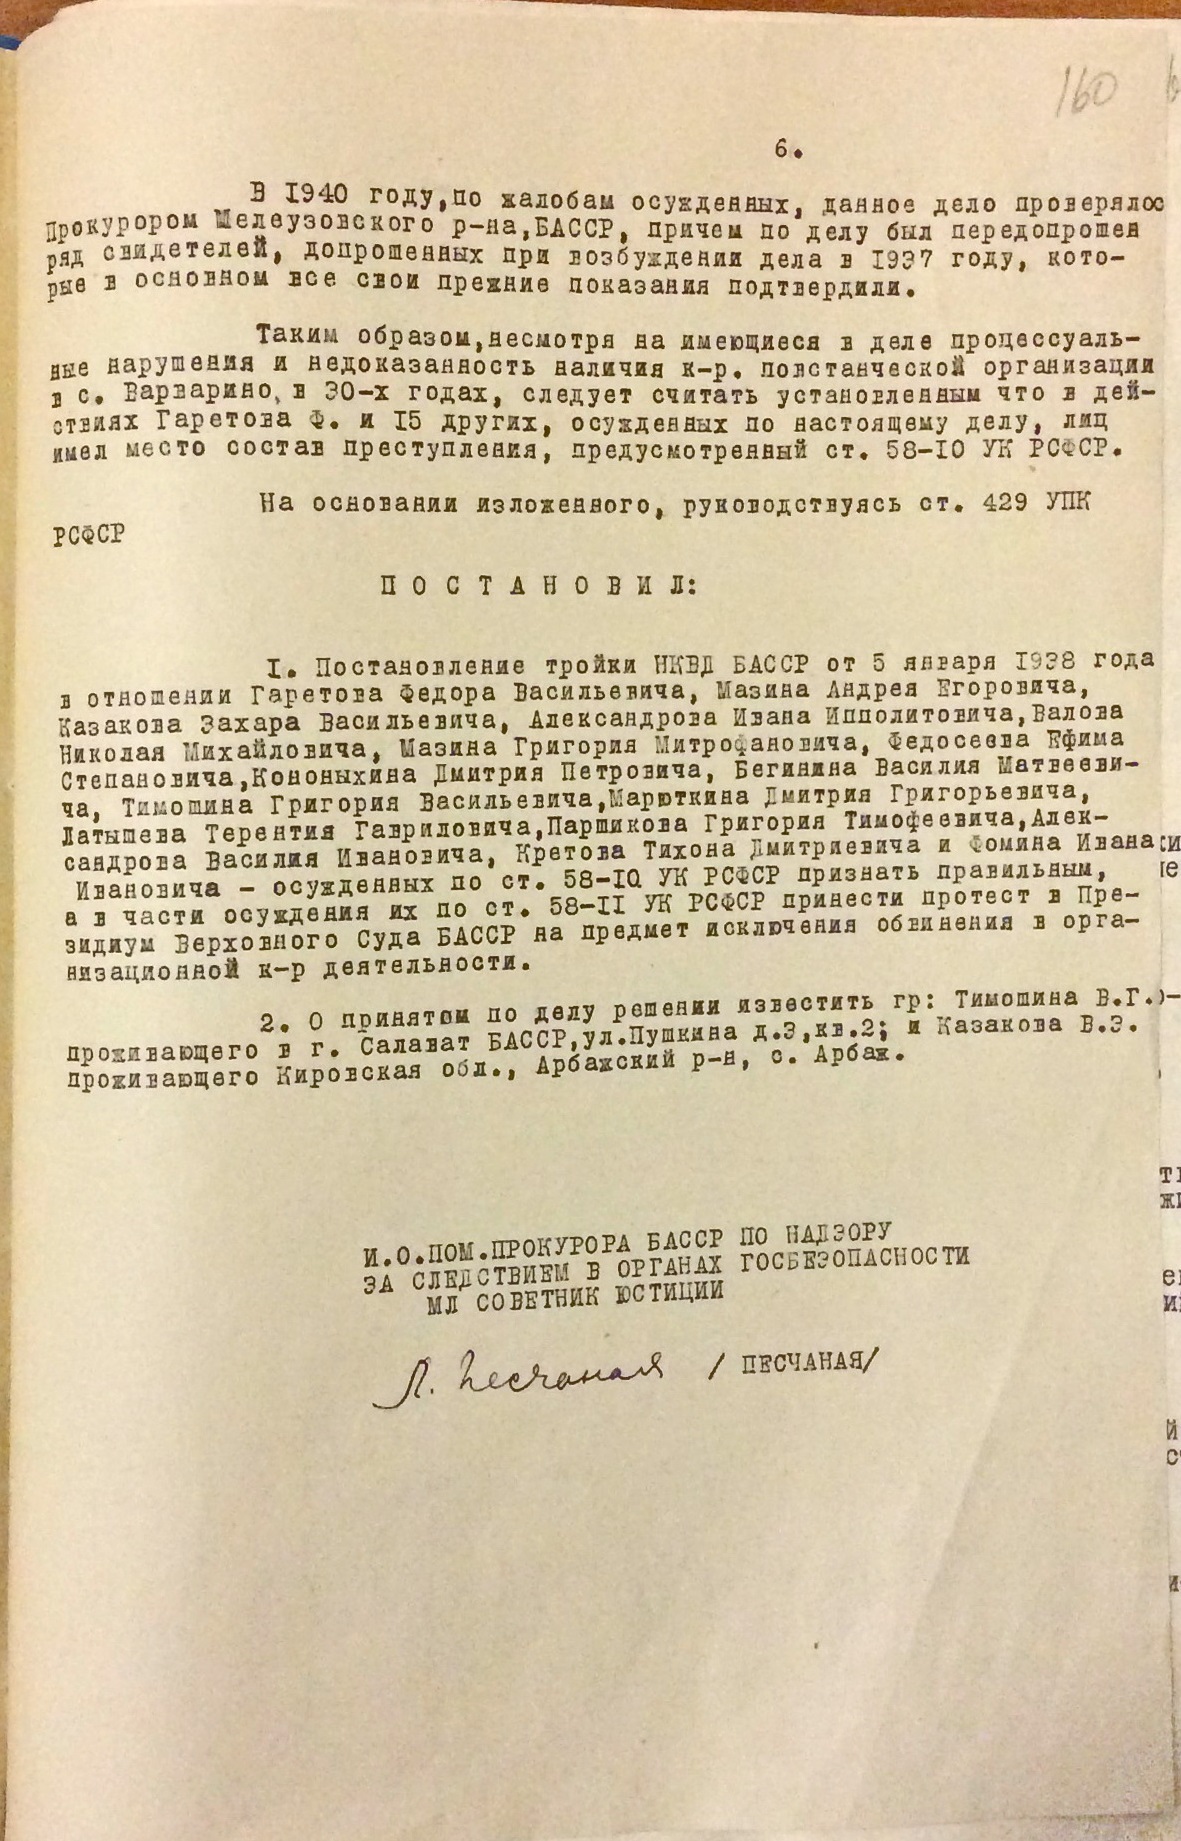 160
6.
В 1940 году,по жалобам осужденных, данное дело проверялос
Прокурором Мелеузовского р-на,БАССР, причем по делу был передопрошен
ряд свидетелей, допрошенных при возбуждении дела в 1937 году, кото-
рые в основном все свои прежние показания подтвердили.
Таким образом,несмотря на имеющиеся в деле процессуаль-
ные нарушения и недоказанность наличия к-р. повстанческой организации
в с. Варварино, в 30-х годах, следует считать установленным что в дей-
ствиях Гаретова Ф. и 15 других, осужденных по настоящему делу, лиц
имел место состав преступления, предусмотренный ст. 58-10 УК РСФСР.
На основании изложенного, руководствуясь ст. 429 УПК
РСФСР
П О С Т А Н О В И Л:
1. Постановление тройки НКВД БАССР от 5 января 1938 года
в отношении Гаретова Федора Васильевича, Мазина Андрея Егоровича,
Казакова Захара Васильевича, Александрова Ивана Ипполитовича,Валова
Николая Михайловича, Мазина Григория Митрофановича, Федосеева Ефима
Степановича,Кононыхина Дмитрия Петровича, Бегинина Василия Матвееви-
ча, Тимошина Григория Васильевича,Марюткина Дмитрия Григорьевича,
Латышева Терентия Гавриловича,Паршикова Григория Тимофеевича,Алек-
сандрова Василия Ивановича, Кретова Тихона Дмитриевича и Фомина Ивана
Ивановича - осужденных по ст. 58-10 УК РСФСР признать правильным,
а в части осуждения их по ст. 58-11 УК РСФСР принести протест в Пре-
зидиум Верховного Суда БАССР на предмет исключения обвинения в орга-
низационной к-р деятельности.
2. О принятом по делу решении известить гр: Тимошина В.Г.
проживающего в г. Салават БАССР,ул.Пушкина д.3,кв.2; и Казакова В.З.
проживающего Кировская обл., Арбажский р-н, с. Арбаж.
И.О.ПОМ.ПРОКУРОРА БАССР ПО НАДЗОРУ
ЗА СЛЕДСТВИЕМ В ОРГАНАХ ГОСБЕЗОПАСНОСТИ
МЛ СОВЕТНИК ЮСТИЦИИ
Л. Песчаная / ПЕСЧАНАЯ/